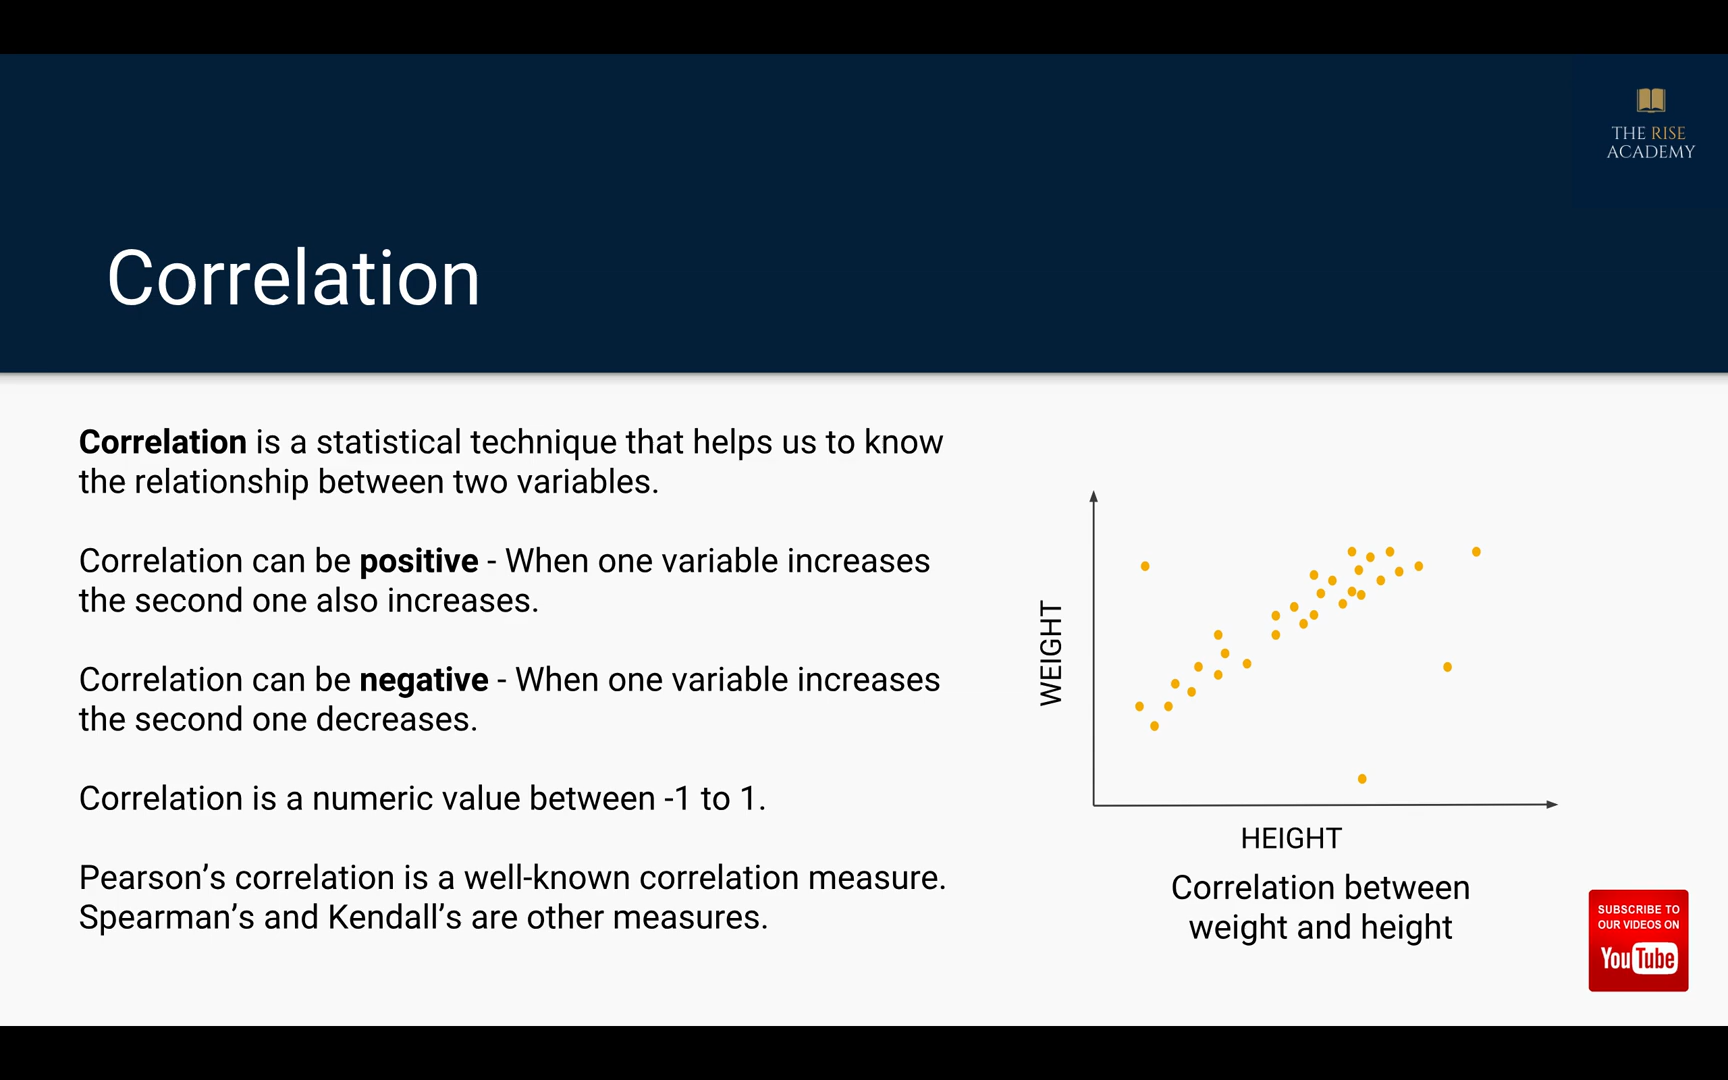 THE RISE
ACADEMY
Correlation
Correlation is a statistical technique that helps us to know
the relationship between two variables.
Correlation can be positive - When one variable increases
the second one also increases.
Correlation can be negative - When one variable increases
the second one decreases.
Correlation is a numeric value between -1 to 1.
Pearson’s correlation is a well-known correlation measure.
Spearman’s and Kendall’s are other measures.
WEIGHT
HEIGHT
Correlation between
weight and height
SUBSCRIBE TO
OUR VIDEOS ON
YouTube